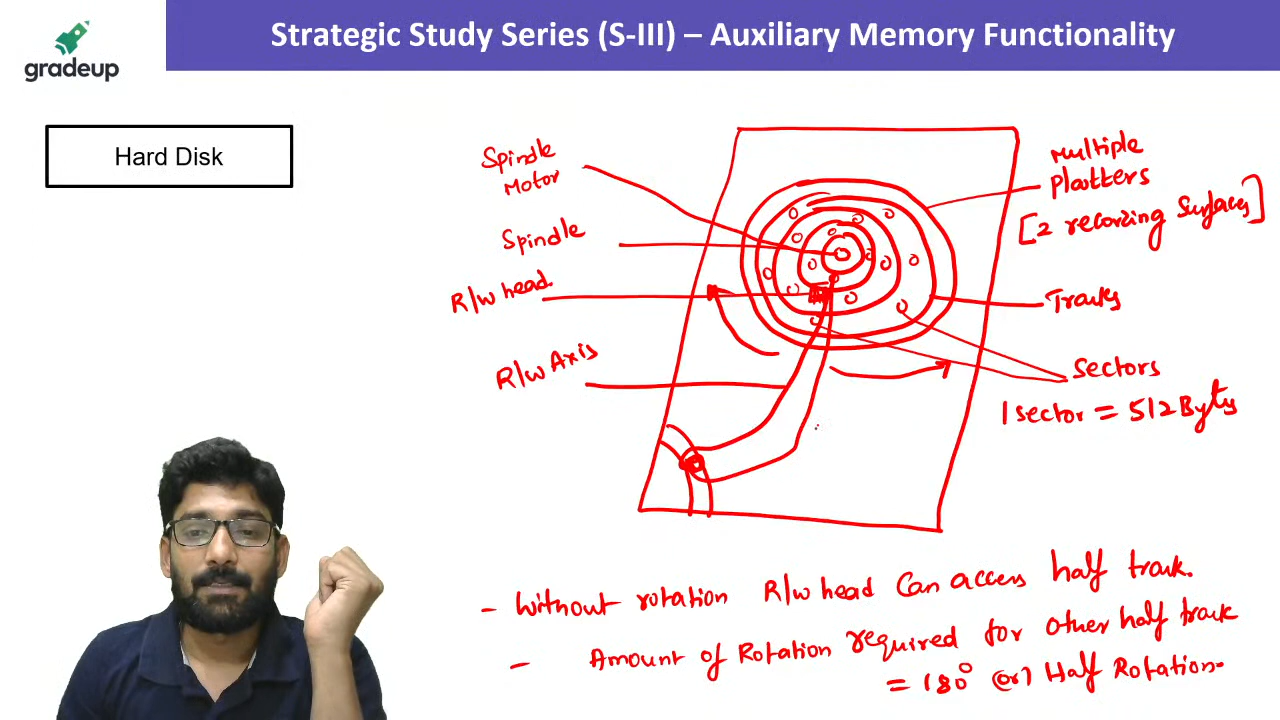 Strategic Study Series (S-III) – Auxiliary Memory Functionality
gradeup
Hard Disk
Spindle
Motor
Spindle
R/w head
R/w Axis
Multiple
platters
[2 recording Surfaces]
Tracks
Sectors
1 sector = 512 Bytes
- Without rotation R/w head Can access half track.
- Amount of Rotation required for other half track
= 180° (or) Half Rotation.